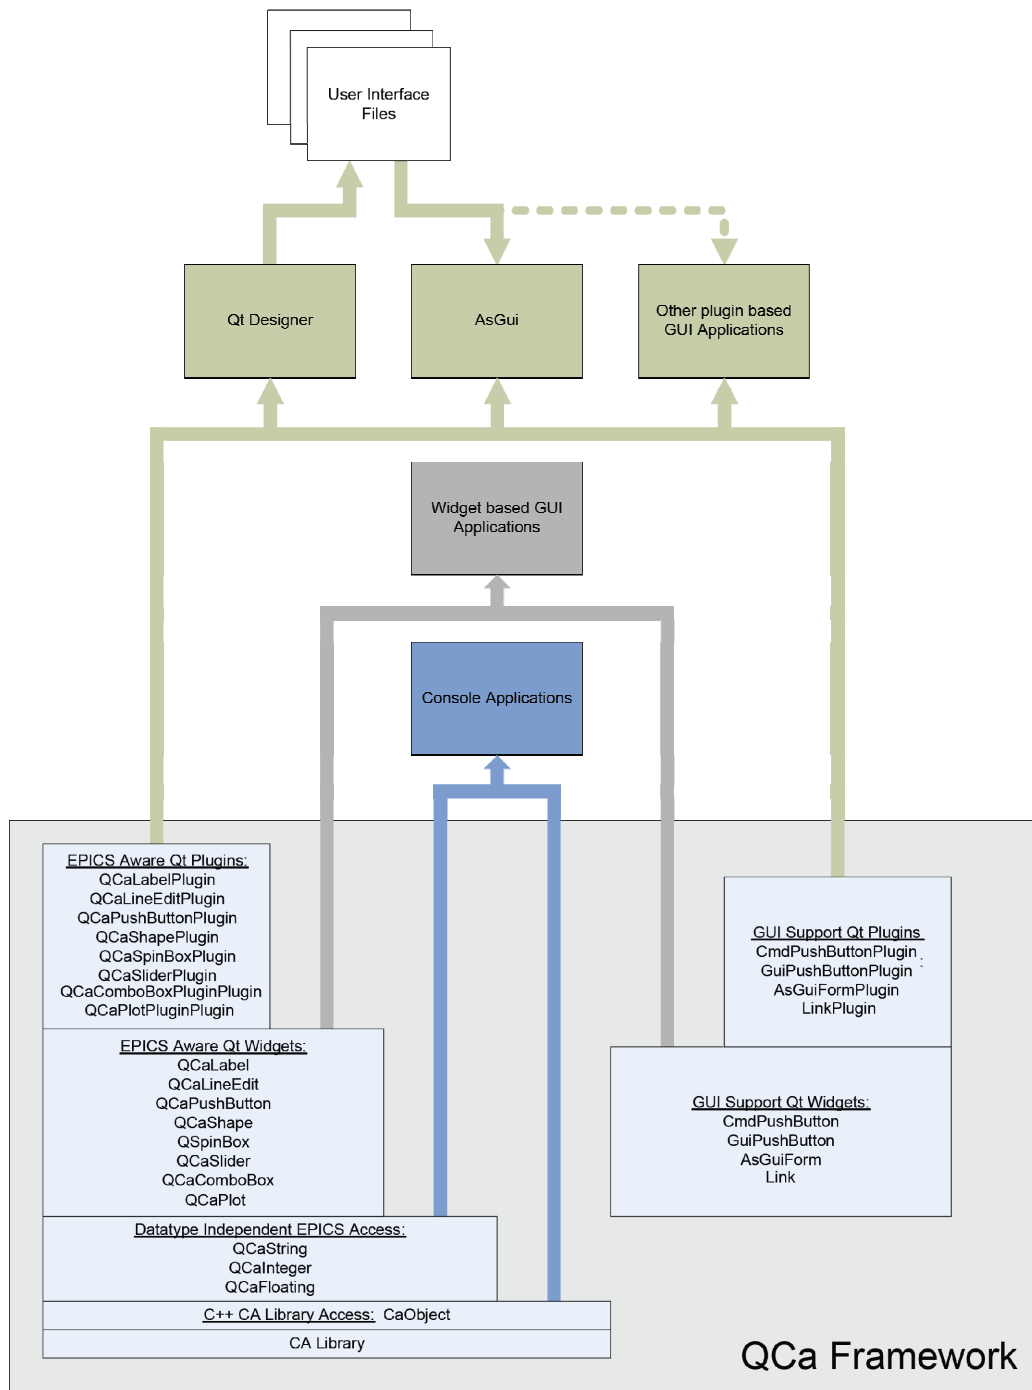 User Interface
Files
Qt Designer
AsGui
Other plugin based
GUI Applications
Widget based GUI
Applications
Console Applications
EPICS Aware Qt Plugins:
QCaLabelPlugin
QCaLineEditPlugin
QCaPushButtonPlugin
QCaShapePlugin
QCaSpinBoxPlugin
QCaSliderPlugin
QCaComboBoxPluginPlugin
QCaPlotPluginPlugin
GUI Support Qt Plugins
:
CmdPushButtonPlugin
GuiPushButtonPlugin
AsGuiFormPlugin
LinkPlugin
EPICS Aware Qt Widgets:
QCaLabel
QCaLineEdit
QCaPushButton
QCaShape
QSpinBox
QCaSlider
QCaComboBox
QCaPlot
GUI Support Qt Widgets:
CmdPushButton
GuiPushButton
AsGuiForm
Link
Datatype Independent EPICS Access:
QCaString
QCaInteger
QCaFloating
C++ CA Library Access: CaObject
CA Library
QCa Framework